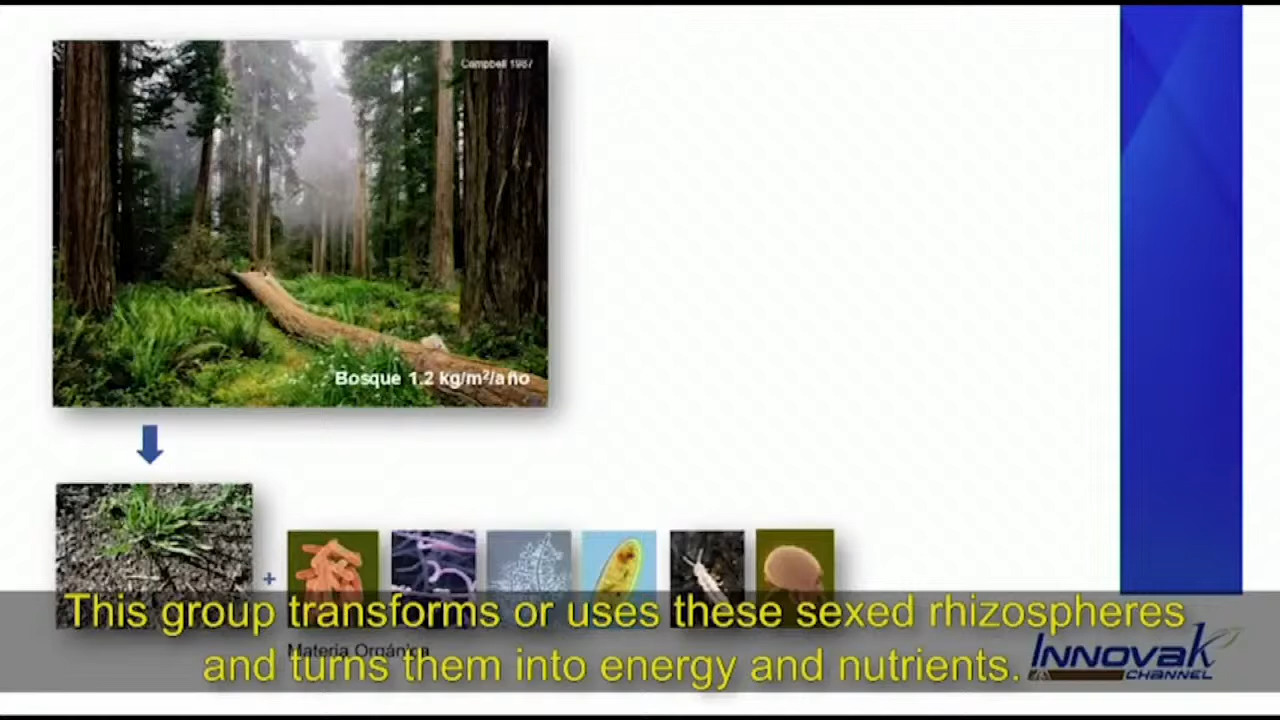 Campbell 1987
Bosque 1.2 kg/m²/año
+
Materia Orgánica
This group transforms or uses these sexed rhizospheres
and turns them into energy and nutrients.
Innovak
CHANNEL